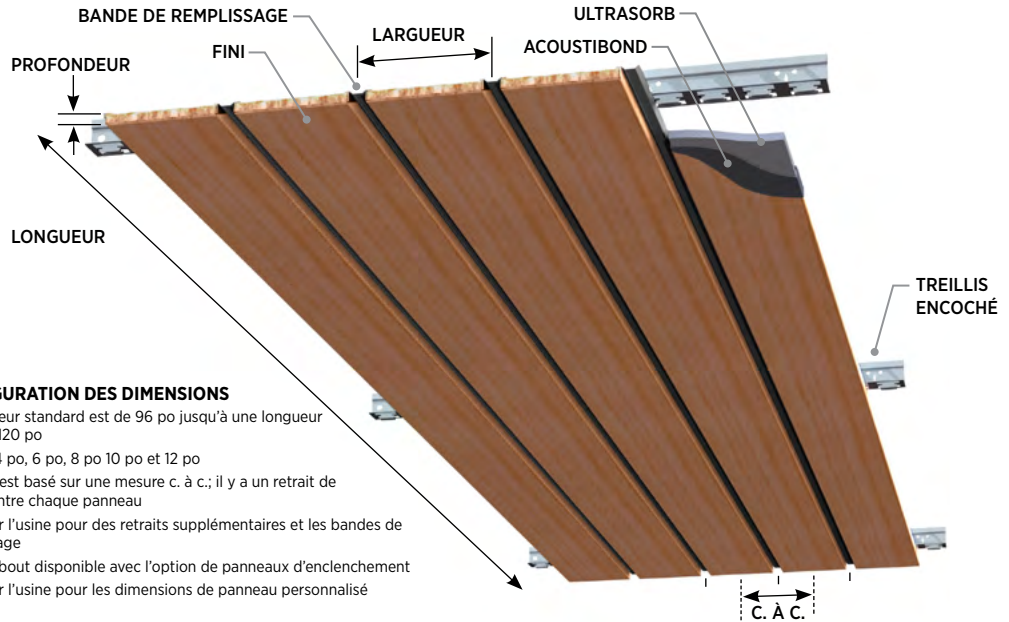 BANDE DE REMPLISSAGE
ULTRASORB
LARGUEUR
FINI
ACOUSTIBOND
PROFONDEUR
LONGUEUR
TREILLIS
ENCOCHÉ
GURATION DES DIMENSIONS
eur standard est de 96 po jusqu'à une longueur
120 po
po, 6 po, 8 po 10 po et 12 po
est basé sur une mesure c. à c.; il y a un retrait de
ntre chaque panneau
r l'usine pour des retraits supplémentaires et les bandes de
age
bout disponible avec l'option de panneaux d'enclenchement
r l'usine pour les dimensions de panneau personnalisé
C. À C.